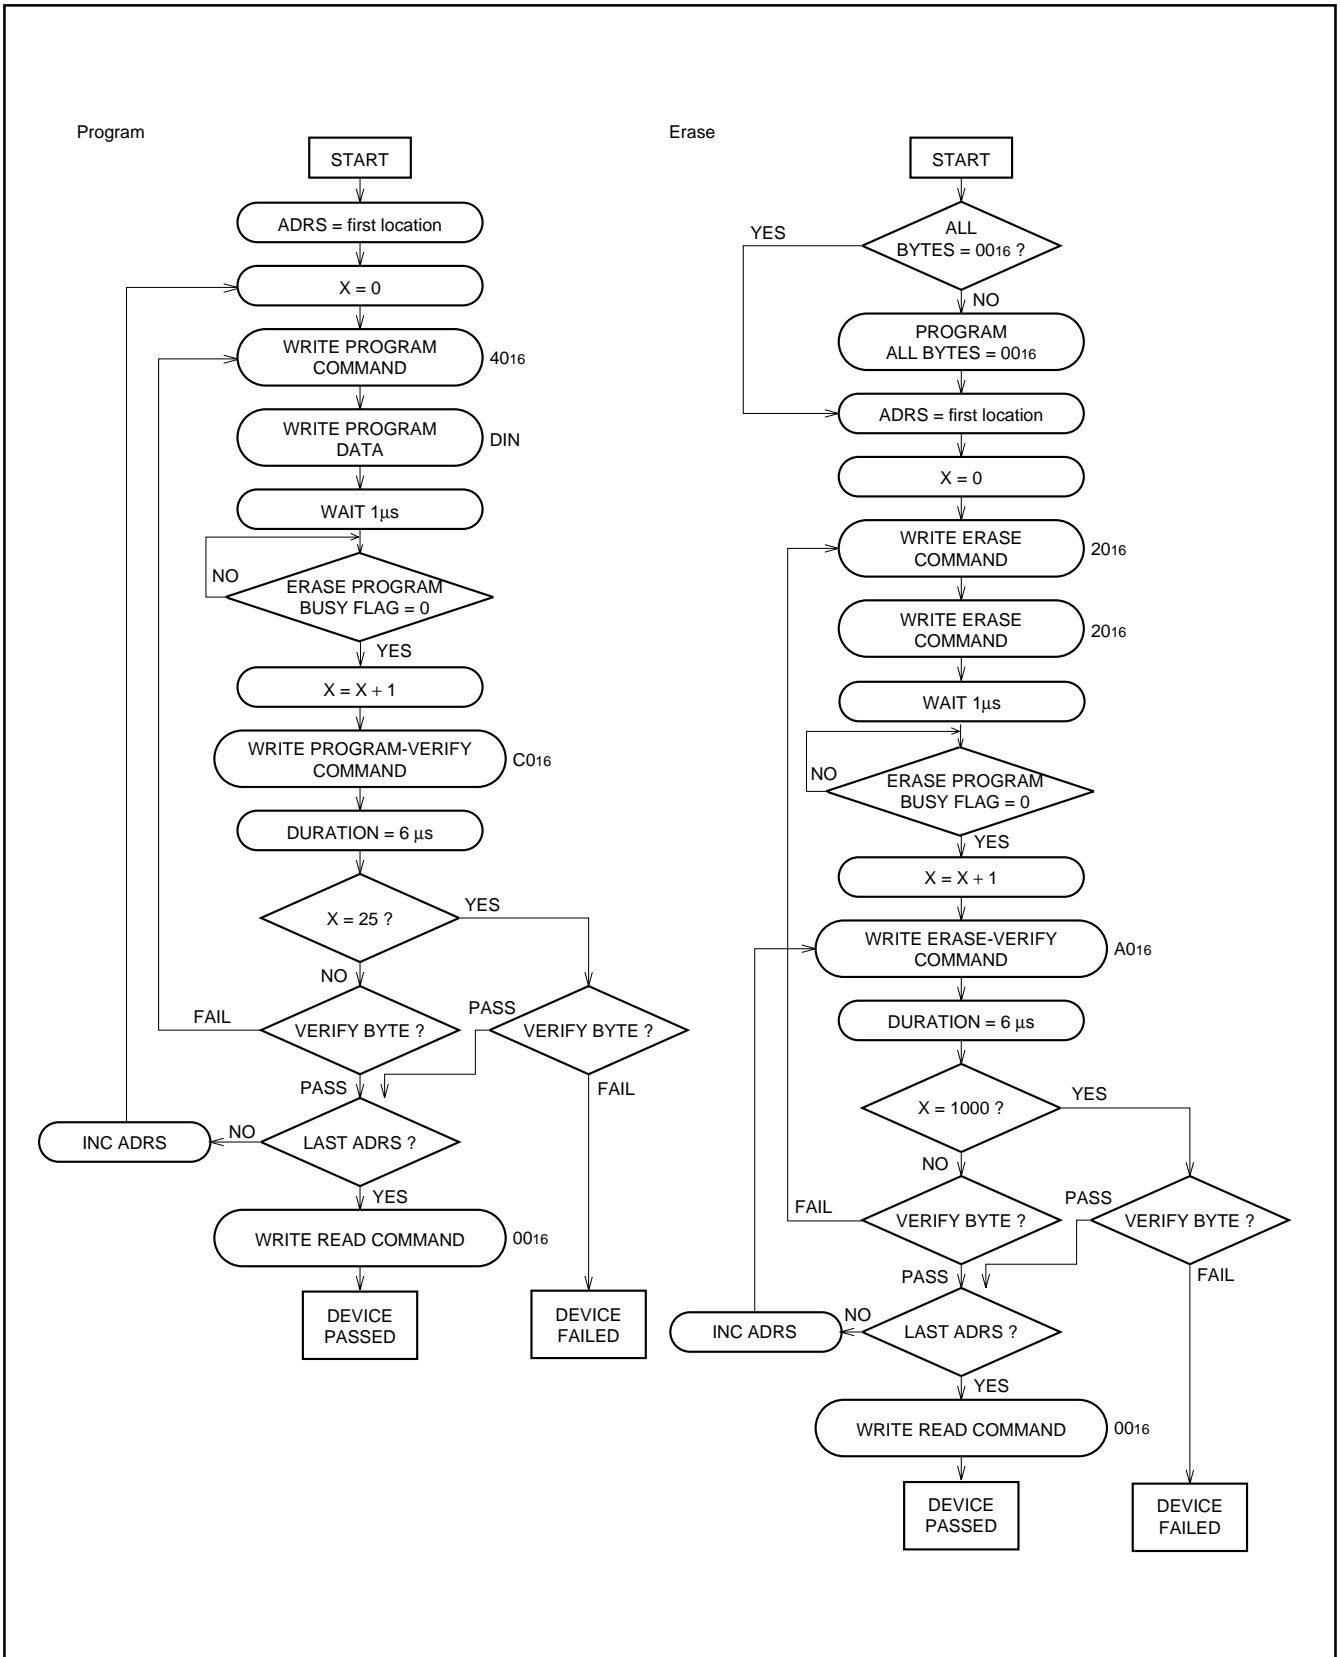 Program
START
ADRS = first location
X = 0
WRITE PROGRAM
COMMAND
4016
WRITE PROGRAM
DATA
DIN
WAIT 1µs
NO
ERASE PROGRAM
BUSY FLAG = 0
YES
X = X + 1
WRITE PROGRAM-VERIFY
COMMAND
C016
DURATION = 6 µs
X = 25 ?
YES
NO
FAIL
VERIFY BYTE ?
PASS
VERIFY BYTE ?
PASS
FAIL
INC ADRS
NO
LAST ADRS ?
YES
WRITE READ COMMAND
0016
DEVICE
PASSED
DEVICE
FAILED
Erase
START
YES
ALL
BYTES = 0016 ?
NO
PROGRAM
ALL BYTES = 0016
ADRS = first location
X = 0
WRITE ERASE
COMMAND
2016
WRITE ERASE
COMMAND
2016
WAIT 1µs
NO
ERASE PROGRAM
BUSY FLAG = 0
YES
X = X + 1
WRITE ERASE-VERIFY
COMMAND
A016
DURATION = 6 µs
X = 1000 ?
YES
NO
FAIL
VERIFY BYTE ?
PASS
VERIFY BYTE ?
PASS
FAIL
INC ADRS
NO
LAST ADRS ?
YES
WRITE READ COMMAND
0016
DEVICE
PASSED
DEVICE
FAILED